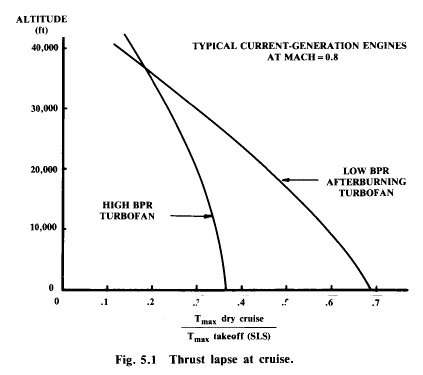 ALTITUDE
(ft)
40,000
30,000
20,000
10,000
0
TYPICAL CURRENT-GENERATION ENGINES
AT MACH = 0.8
LOW BPR
AFTERBURNING
TURBOFAN
HIGH BPR
TURBOFAN
0 .1 .2 .3 .4 .5 .6 .7
Tmax dry cruise
Tmax takeoff (SLS)
Fig. 5.1 Thrust lapse at cruise.